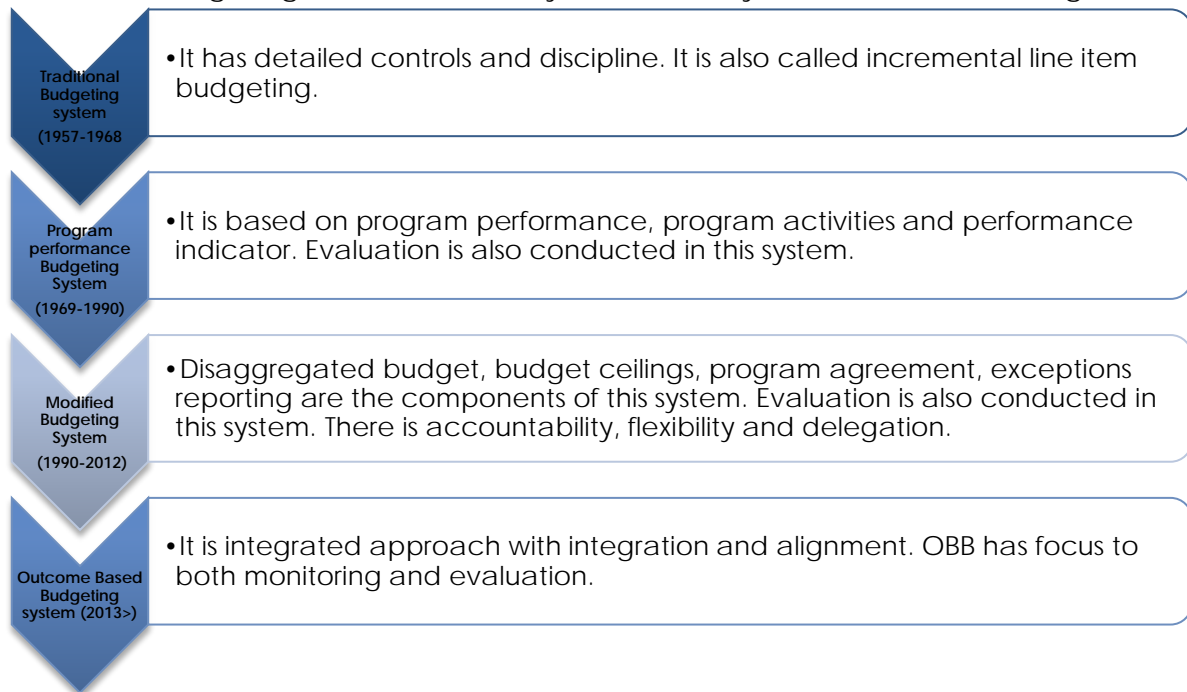 Traditional
Budgeting
system
(1957-1968
•It has detailed controls and discipline. It is also called incremental line item
budgeting.
Program
performance
Budgeting
System
(1969-1990)
•It is based on program performance, program activities and performance
indicator. Evaluation is also conducted in this system.
Modified
Budgeting
System
(1990-2012)
•Disaggregated budget, budget ceilings, program agreement, exceptions
reporting are the components of this system. Evaluation is also conducted in
this system. There is accountability, flexibility and delegation.
Outcome Based
Budgeting
system (2013>)
•It is integrated approach with integration and alignment. OBB has focus to
both monitoring and evaluation.